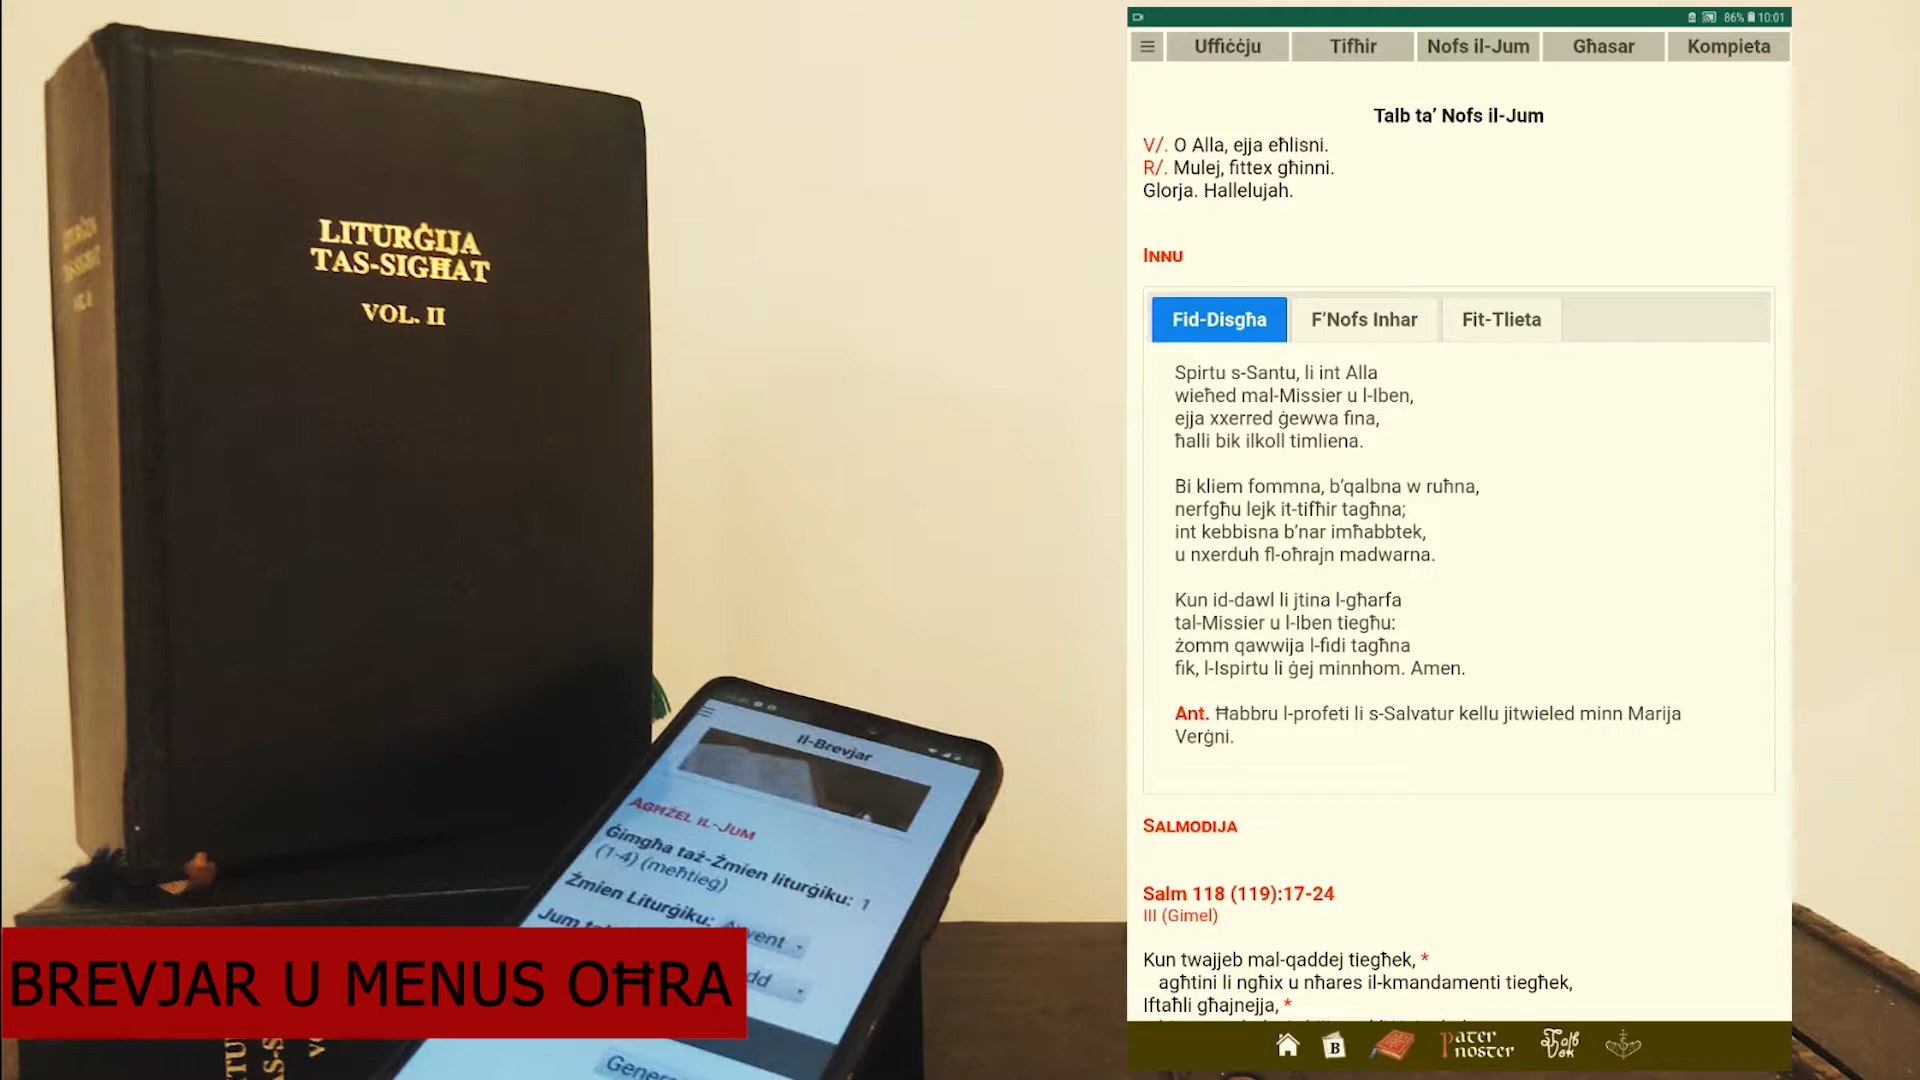 LITURĠIJA
TAS-SIGĦAT
VOL. II
Il-Brevjar
AGĦŻEL IL-JUM
Ġimgħa taż-Żmien liturġiku: 1
(1-4) (meħtieġ)
Żmien Liturġiku: Avvent
Jum
BREVJAR U MENUS OĦRA
86% 10:01
Uffiċċju Tifħir Nofs il-Jum Għasar Kompieta
Talb ta’ Nofs il-Jum
V/. O Alla, ejja eħlisni.
R/. Mulej, fittex għinni.
Glorja. Hallelujah.
INNU
Fid-Disgħa F’Nofs Inhar Fit-Tlieta
Spirtu s-Santu, li int Alla
wieħed mal-Missier u l-Iben,
ejja xxerred ġewwa fina,
ħalli bik ilkoll timliena.
Bi kliem fommna, b’qalbna w ruħna,
nerfgħu lejk it-tifħir tagħna;
int kebbisna b’nar imħabbtek,
u nxerduh fl-oħrajn madwarna.
Kun id-dawl li jtina l-għarfa
tal-Missier u l-Iben tiegħu:
żomm qawwija l-fidi tagħna
fik, l-Ispirtu li ġej minnhom. Amen.
Ant. Ħabbru l-profeti li s-Salvatur kellu jitwieled minn Marija
Verġni.
SALMODIJA
Salm 118 (119):17-24
III (Gimel)
Kun twajjeb mal-qaddej tiegħek, *
agħtini li ngħix u nħares il-kmandamenti tiegħek,
Iftaħli għajnejja, *
B
Pater
noster